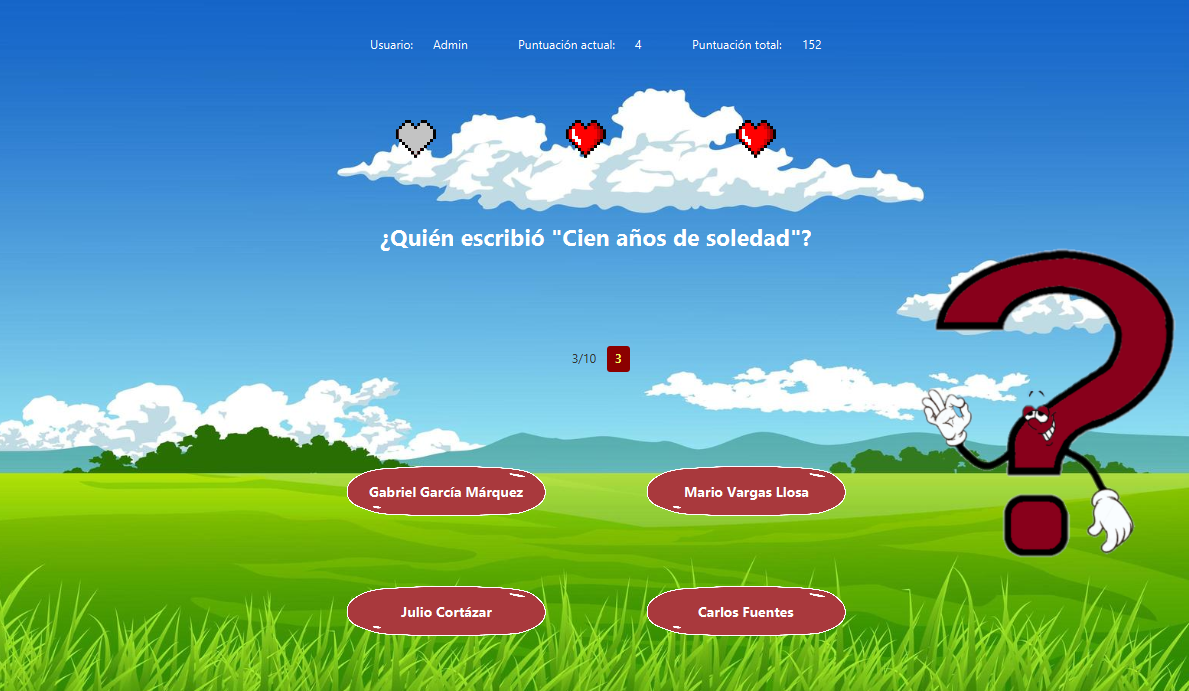 Usuario: Admin Puntuación actual: 4 Puntuación total: 152
¿Quién escribió "Cien años de soledad"?
3/10 3
Gabriel García Márquez Mario Vargas Llosa
Julio Cortázar Carlos Fuentes